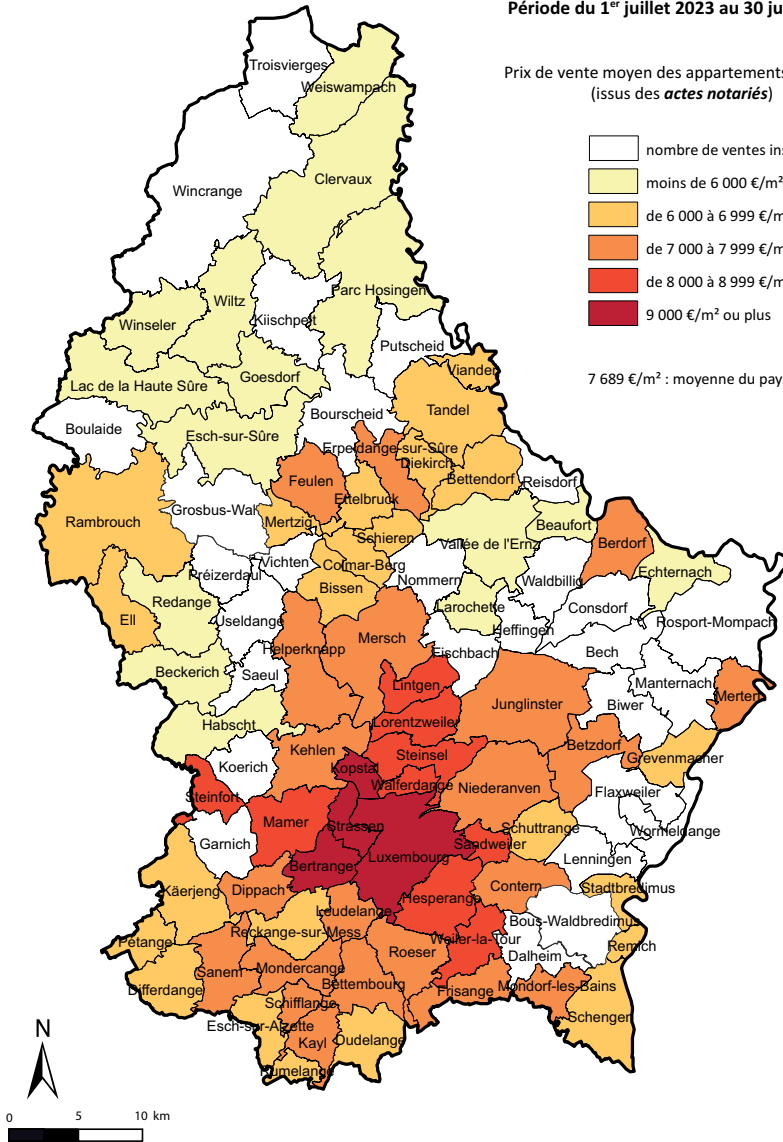 Période du 1er juillet 2023 au 30 ju
Prix de vente moyen des appartements
(issus des actes notariés)
nombre de ventes ins
moins de 6 000 €/m²
de 6 000 à 6 999 €/m
de 7 000 à 7 999 €/m
de 8 000 à 8 999 €/m
9 000 €/m² ou plus
7 689 €/m² : moyenne du pay
Troisvierges
Weiswampach
Clervaux
Wincrange
Parc Hosingen
Wiltz
Kiischpelt
Winseler
Putscheid
Viander
Goesdorf
Lac de la Haute Sûre
Tandel
Bourscheid
Boulaide
Esch-sur-Sûre
Erpeldange-sur-Sûre
Diekirch
Bettendorf
Reisdorf
Feulen
Ettelbruck
Grosbus-Wal
Rambrouch
Mertzig
Beaufort
Schieren
Vallée de l'Ernz
Berdorf
Vichten
Colmar-Berg
Echternach
Préizerdaul
Nommern
Waldbillig
Bissen
Redange
Larochette
Consdorf
Ell
Useldange
Heffingen
Rosport-Mompach
Mersch
Helperknapp
Eischbach
Bech
Beckerich
Saeul
Lintgen
Manternach
Merten
Junglinster
Biwer
Habscht
Lorentzweiler
Kehlen
Steinsel
Betzdorf
Grevenmacher
Koerich
Kopstal
Walferdange
Niederanven
Flaxweiler
Steinfort
Mamer
Strassen
Schuttrange
Wormeldange
Garnich
Sandweiler
Luxembourg
Lenningen
Bertrange
Käerjeng
Dippach
Contern
Stadtbredimus
Hesperange
Leudelange
Bous-Waldbredimus
Reckange-sur-Mess
Weiler-la-Tour
Pétange
Roeser
Dalheim
Remich
Sanem
Mondercange
Differdange
Bettembourg
Frisange
Mondorf-les-Bains
Schifflange
Schengen
Esch-sur-Alzette
Kayl
Dudelange
Rumelange
N
0 5 10 km